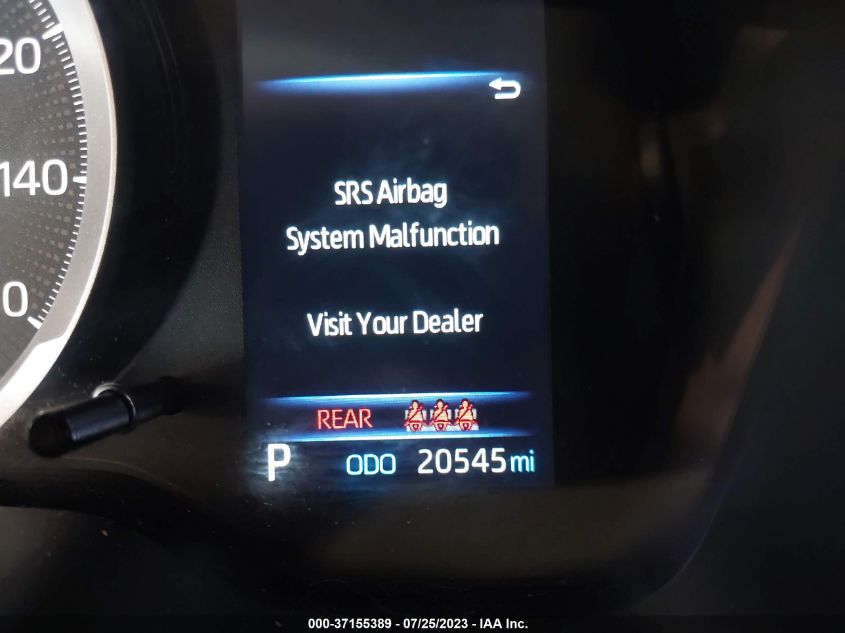 20
140
0
SRS Airbag
System Malfunction
Visit Your Dealer
REAR
P ODO 20545 mi
000-37155389 - 07/25/2023 - IAA Inc.